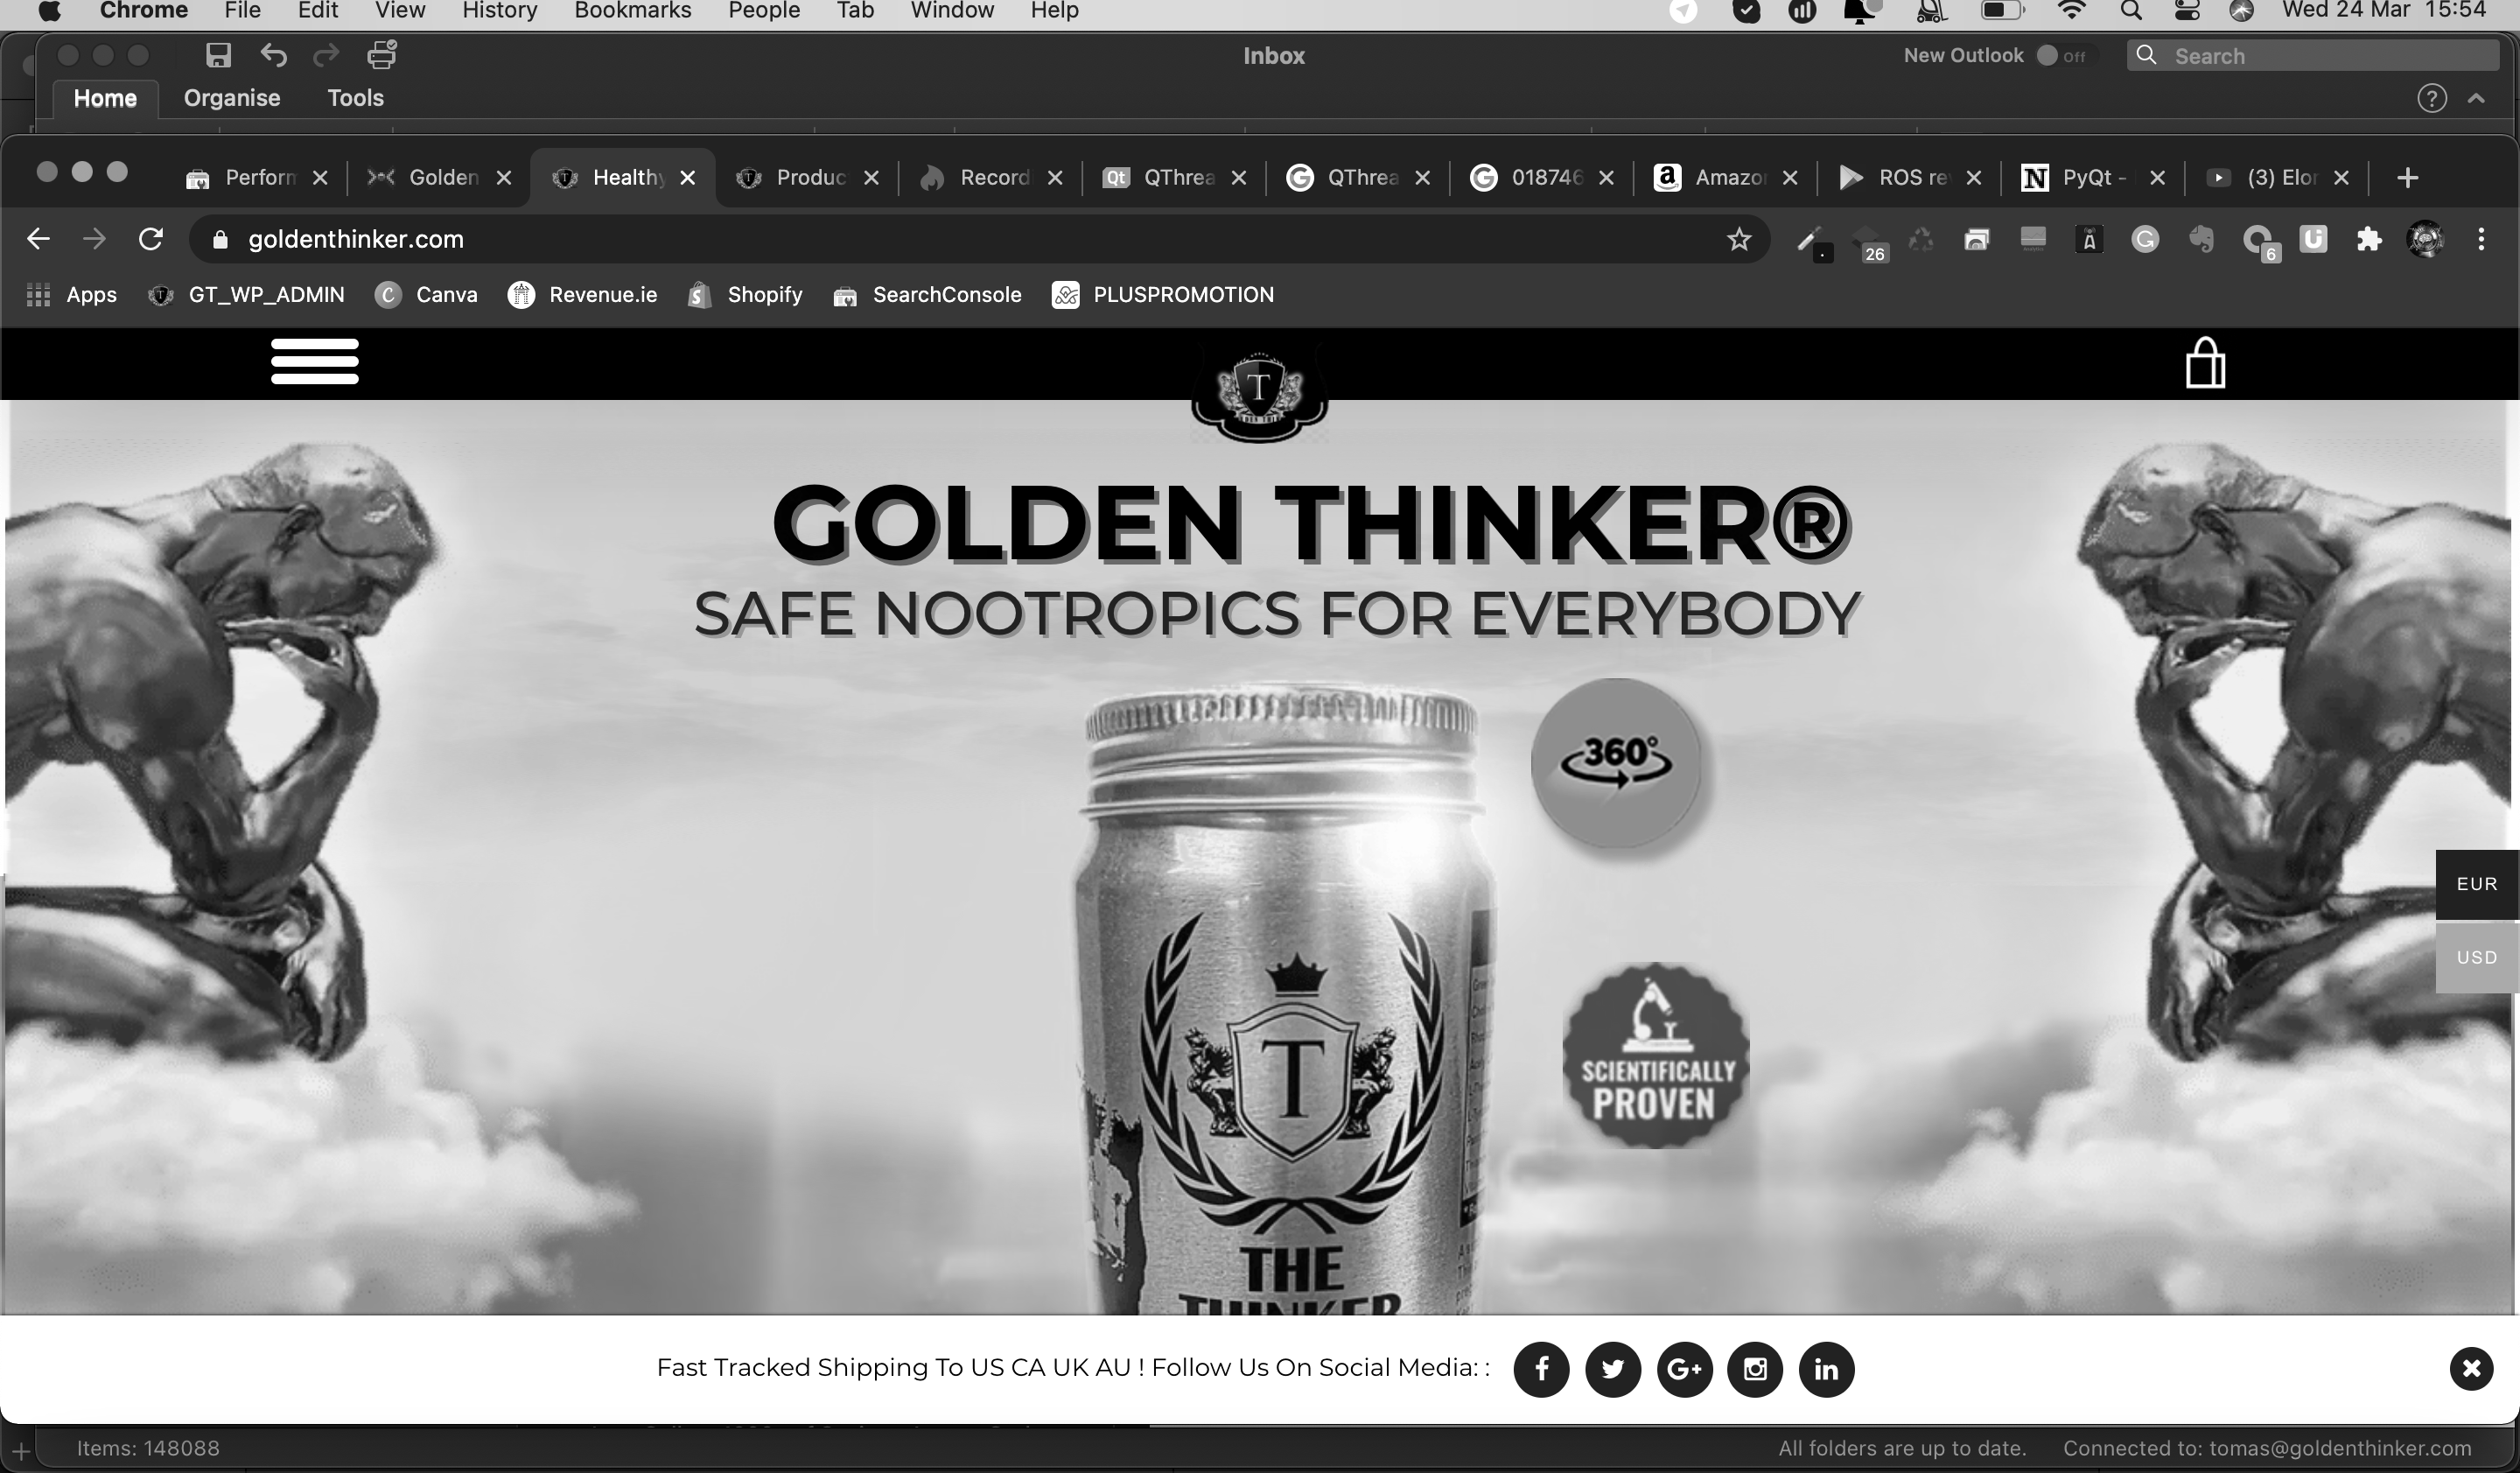 Chrome File Edit View History Bookmarks People Tab Window Help Wed 24 Mar 15:54
Inbox New Outlook Off Search
Home Organise Tools
Perform Golden Healthy Produc Record QThrea QThrea 018746 Amazo ROS re PyQt - (3) Elo
goldenthinker.com 26 6
Apps GT_WP_ADMIN Canva Revenue.ie Shopify SearchConsole PLUSPROMOTION
T
GOLDEN THINKER®
SAFE NOOTROPICS FOR EVERYBODY
360°
EUR
USD
SCIENTIFICALLY
PROVEN
T
THE
THINKER
Fast Tracked Shipping To US CA UK AU ! Follow Us On Social Media: :
Items: 148088 All folders are up to date. Connected to: tomas@goldenthinker.com